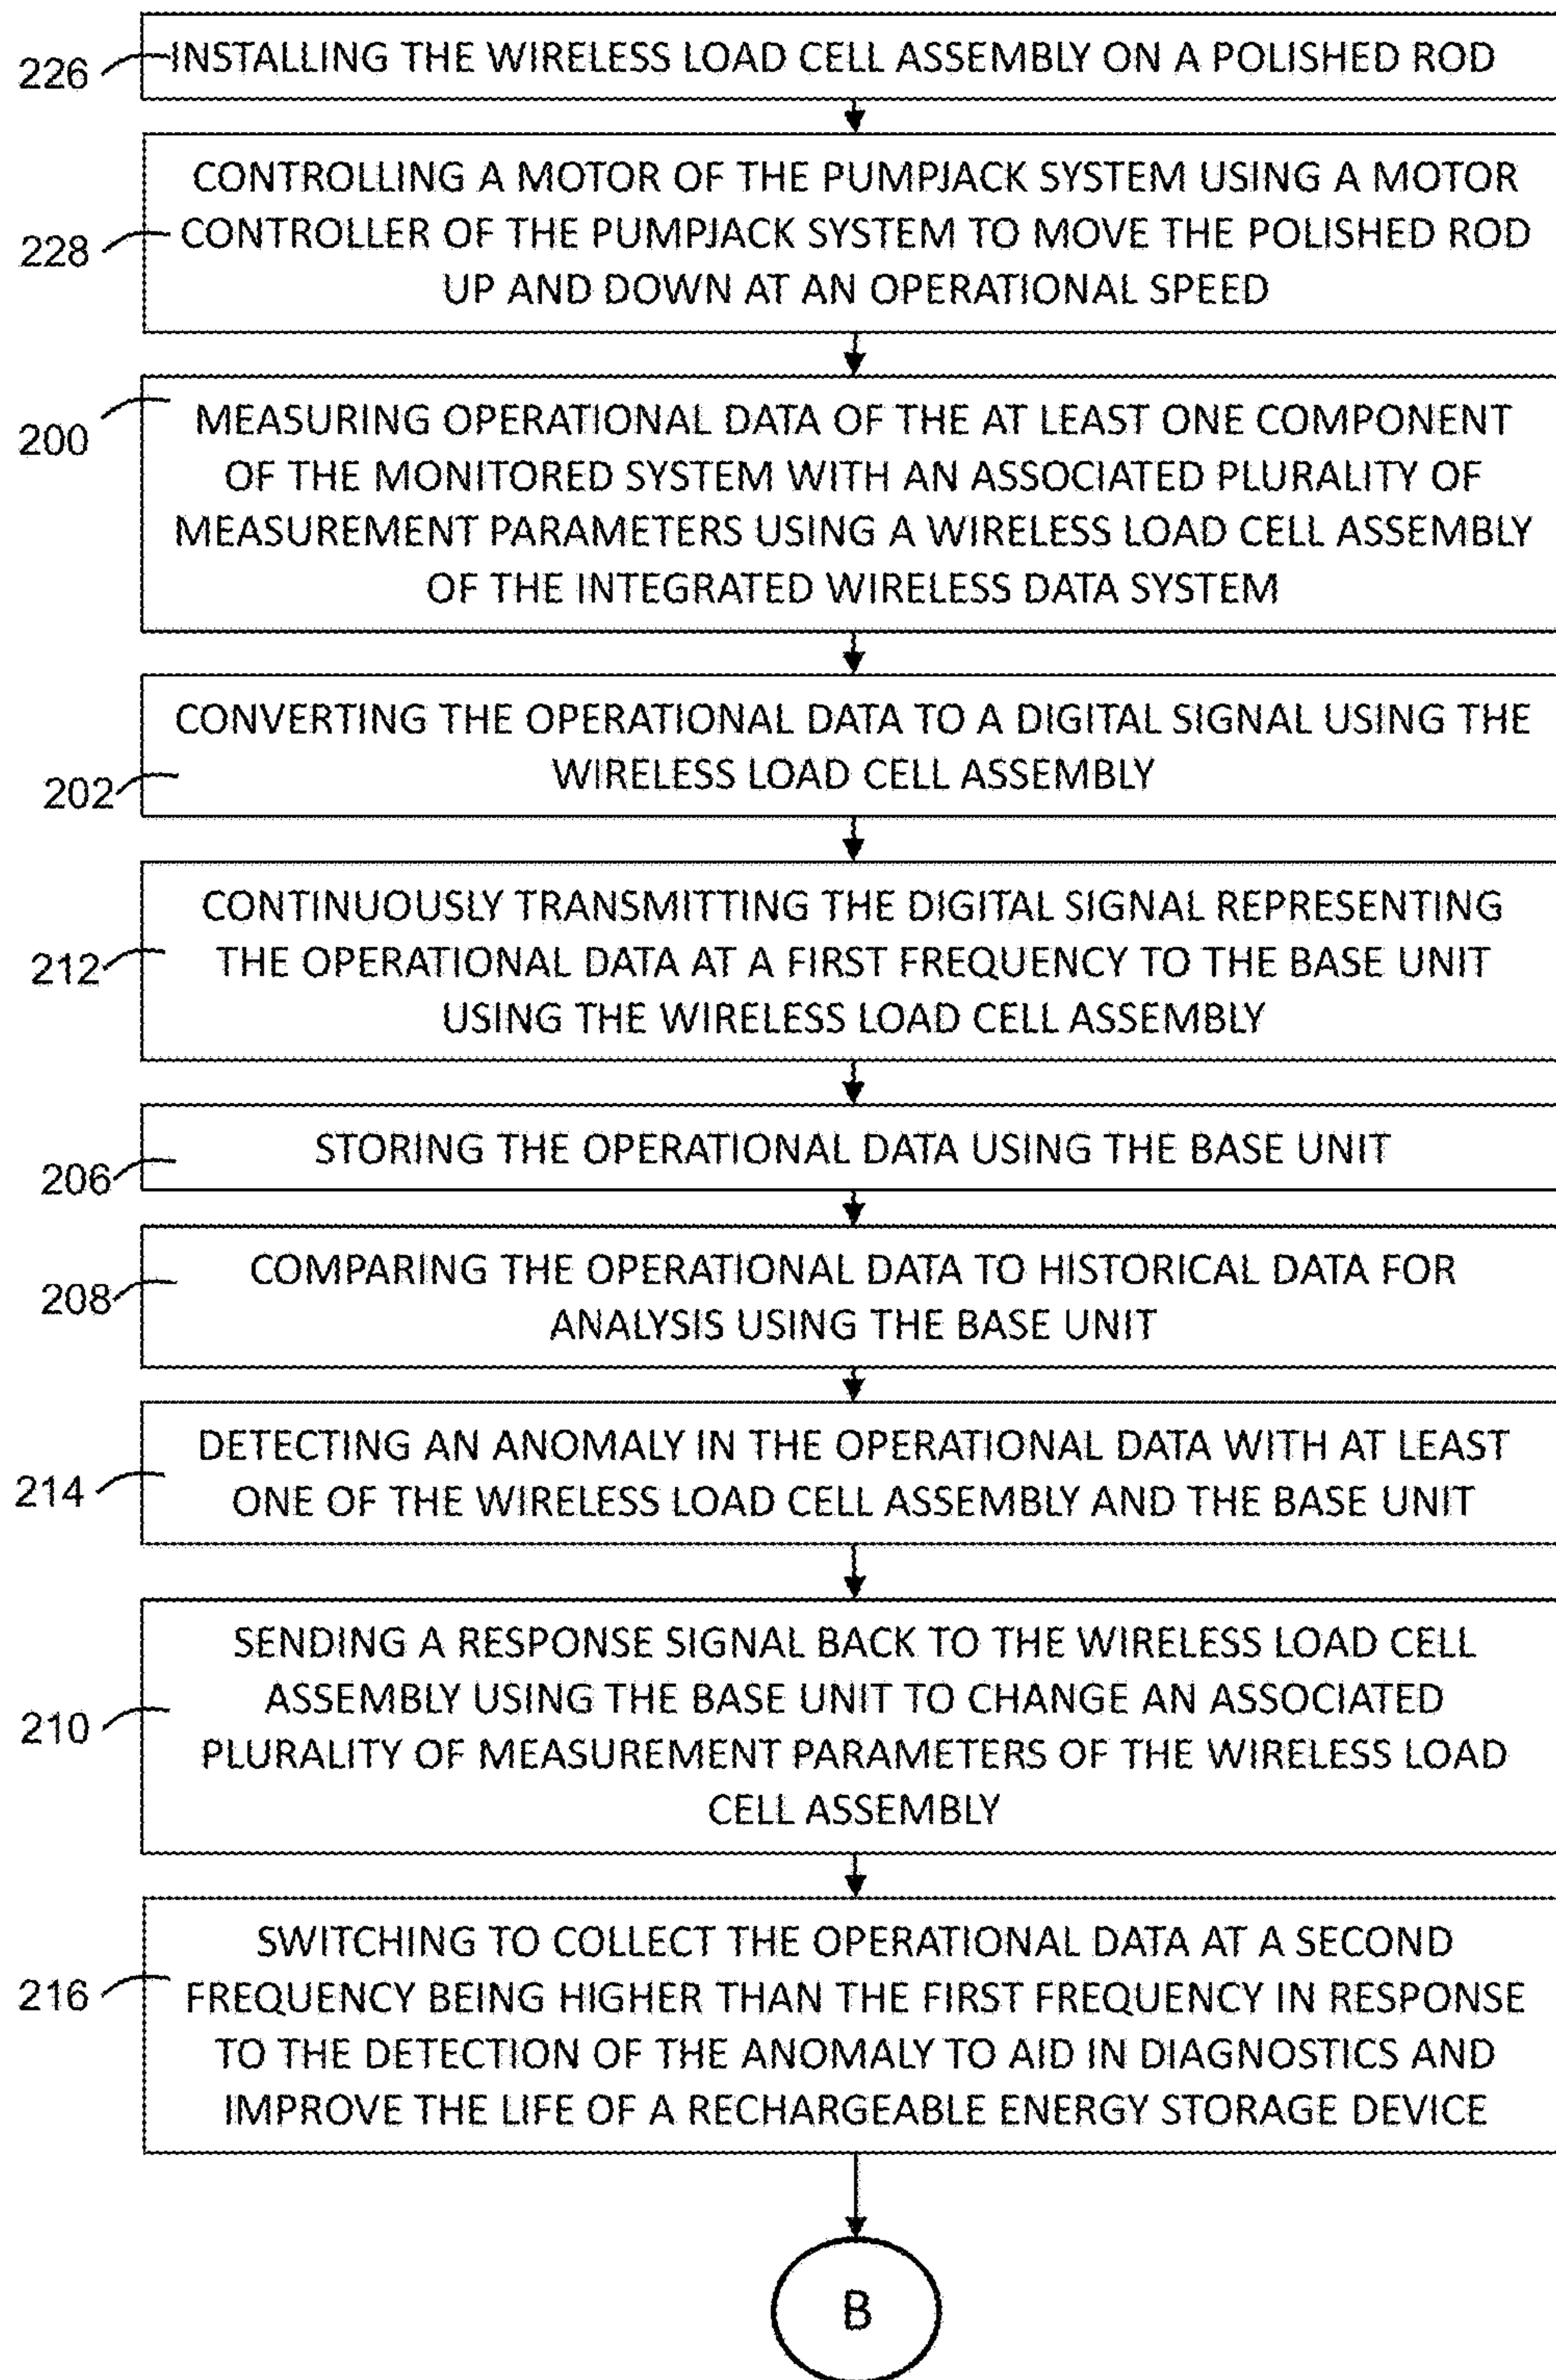 226
INSTALLING THE WIRELESS LOAD CELL ASSEMBLY ON A POLISHED ROD
CONTROLLING A MOTOR OF THE PUMPJACK SYSTEM USING A MOTOR
228
CONTROLLER OF THE PUMPJACK SYSTEM TO MOVE THE POLISHED ROD
UP AND DOWN AT AN OPERATIONAL SPEED
200
MEASURING OPERATIONAL DATA OF THE AT LEAST ONE COMPONENT
OF THE MONITORED SYSTEM WITH AN ASSOCIATED PLURALITY OF
MEASUREMENT PARAMETERS USING A WIRELESS LOAD CELL ASSEMBLY
OF THE INTEGRATED WIRELESS DATA SYSTEM
CONVERTING THE OPERATIONAL DATA TO A DIGITAL SIGNAL USING THE
202
WIRELESS LOAD CELL ASSEMBLY
CONTINUOUSLY TRANSMITTING THE DIGITAL SIGNAL REPRESENTING
212
THE OPERATIONAL DATA AT A FIRST FREQUENCY TO THE BASE UNIT
USING THE WIRELESS LOAD CELL ASSEMBLY
206
STORING THE OPERATIONAL DATA USING THE BASE UNIT
208
COMPARING THE OPERATIONAL DATA TO HISTORICAL DATA FOR
ANALYSIS USING THE BASE UNIT
214
DETECTING AN ANOMALY IN THE OPERATIONAL DATA WITH AT LEAST
ONE OF THE WIRELESS LOAD CELL ASSEMBLY AND THE BASE UNIT
210
SENDING A RESPONSE SIGNAL BACK TO THE WIRELESS LOAD CELL
ASSEMBLY USING THE BASE UNIT TO CHANGE AN ASSOCIATED
PLURALITY OF MEASUREMENT PARAMETERS OF THE WIRELESS LOAD
CELL ASSEMBLY
216
SWITCHING TO COLLECT THE OPERATIONAL DATA AT A SECOND
FREQUENCY BEING HIGHER THAN THE FIRST FREQUENCY IN RESPONSE
TO THE DETECTION OF THE ANOMALY TO AID IN DIAGNOSTICS AND
IMPROVE THE LIFE OF A RECHARGEABLE ENERGY STORAGE DEVICE
B